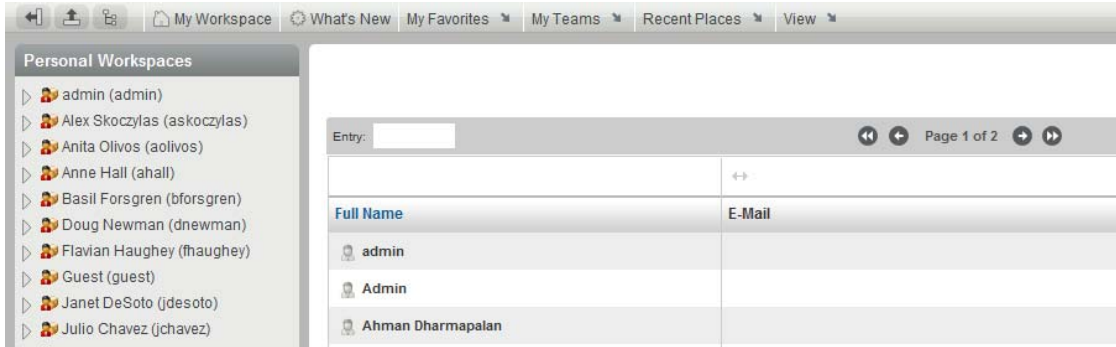 My Workspace What's New My Favorites My Teams Recent Places View
Personal Workspaces
admin (admin)
Alex Skoczylas (askoczylas)
Anita Olivos (aolivos)
Anne Hall (ahall)
Basil Forsgren (bforsgren)
Doug Newman (dnewman)
Flavian Haughey (fhaughey)
Guest (guest)
Janet DeSoto (jdesoto)
Julio Chavez (jchavez)
Entry: Page 1 of 2
Full Name E-Mail
admin
Admin
Ahman Dharmapalan